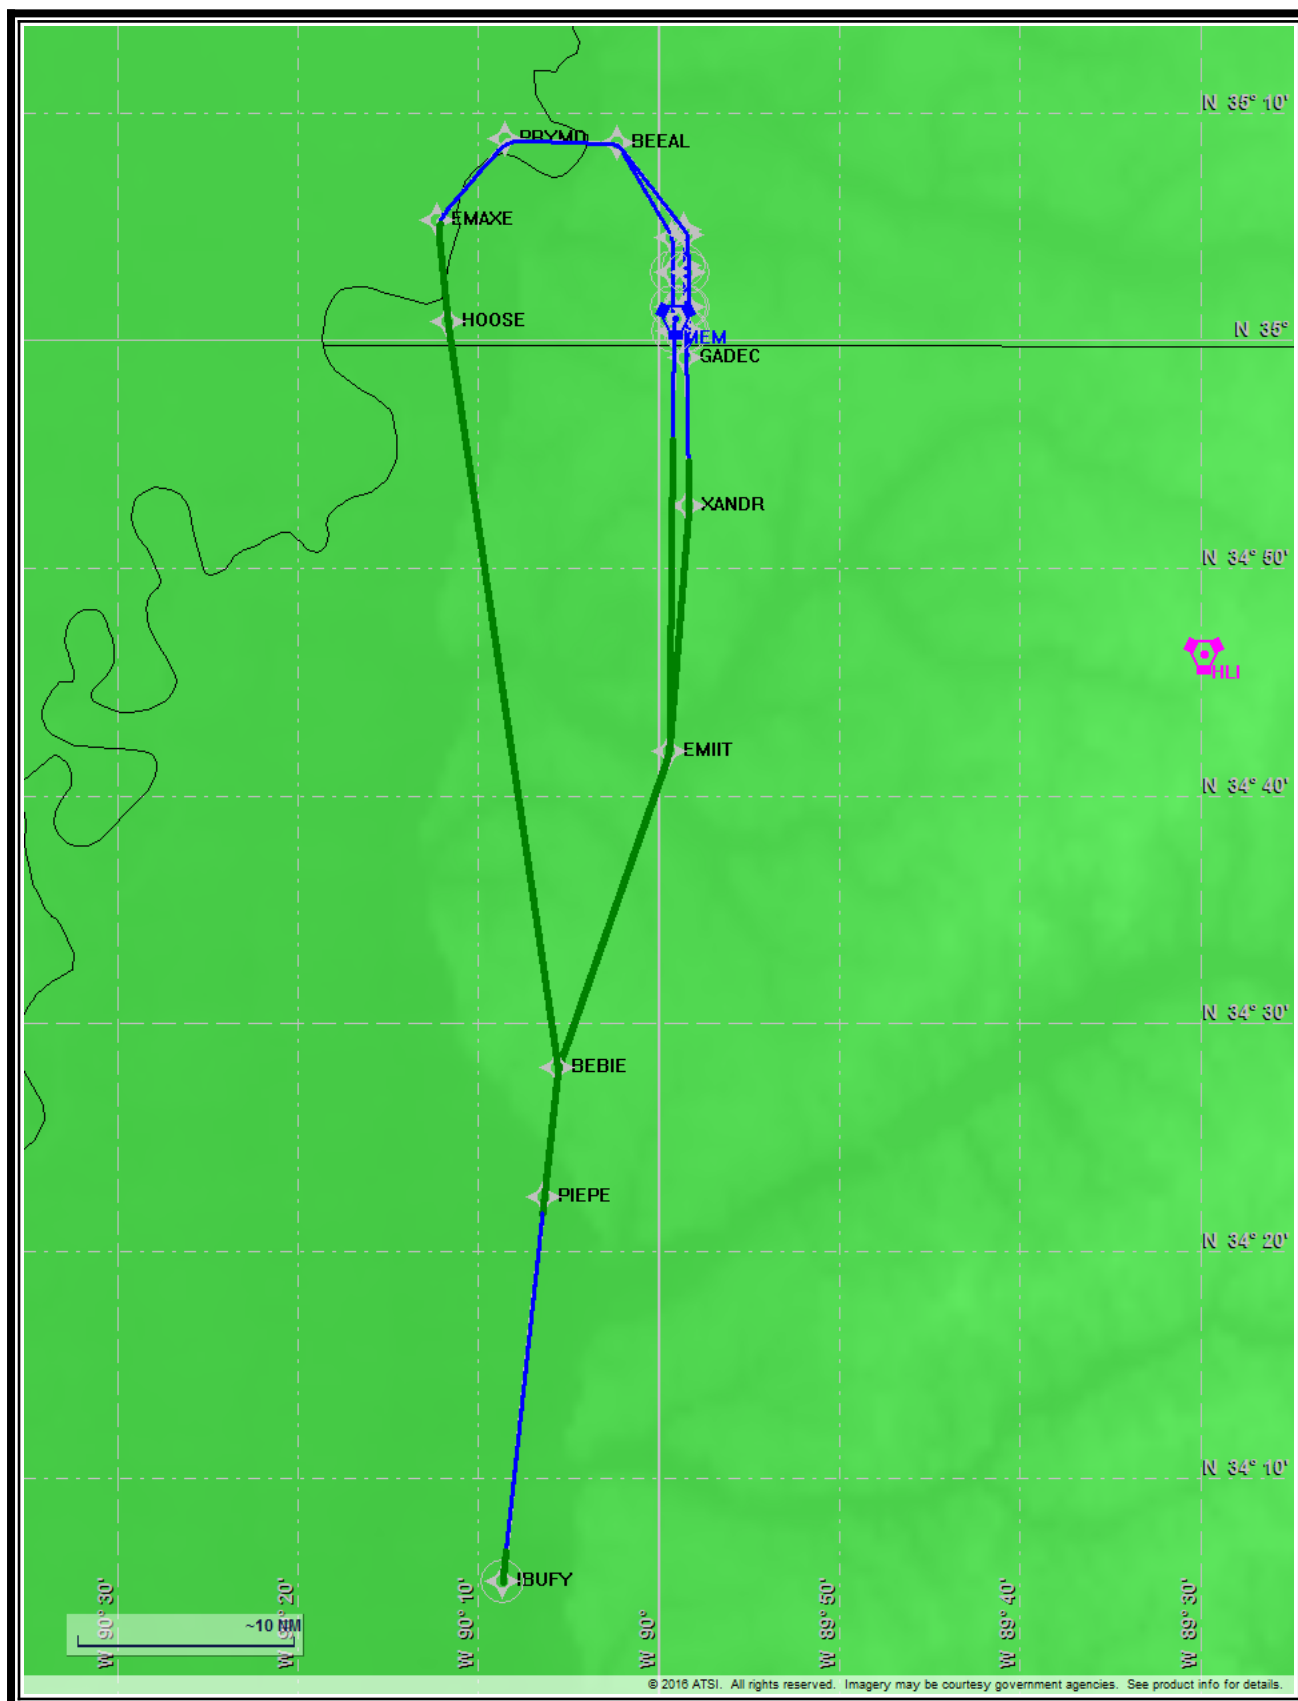 N 35° 10'
BEEAL
EMAXE
HOOSE
N 35°
MEM
GADEC
XANDR
N 34° 50'
HLI
EMIIT
N 34° 40'
N 34° 30'
BEBIE
PIEPE
N 34° 20'
N 34° 10'
!BUFY
W 90° 30'
W 90° 20'
W 90° 10'
W 90°
W 89° 50'
W 89° 40'
W 89° 30'
~10 NM
© 2016 ATSI. All rights reserved. Imagery may be courtesy government agencies. See product info for details.